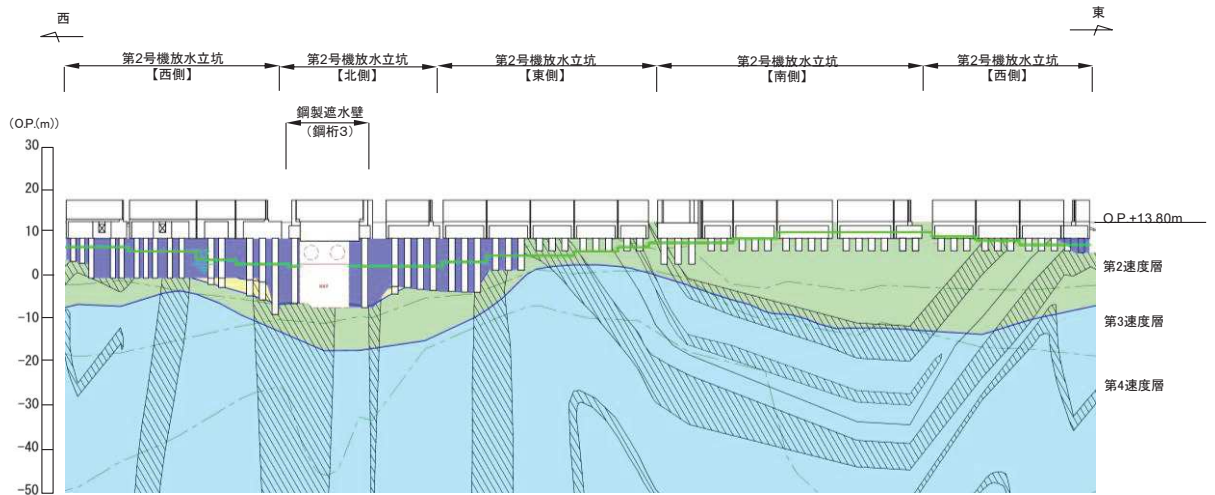 西
東
第2号機放水立坑
【西側】
第2号機放水立坑
【北側】
第2号機放水立坑
【東側】
第2号機放水立坑
【南側】
第2号機放水立坑
【西側】
鋼製遮水壁
(鋼桁3)
(O.P.(m))
30
20
10
0
-10
-20
-30
-40
-50
O.P.+13.80m
第2速度層
第3速度層
第4速度層